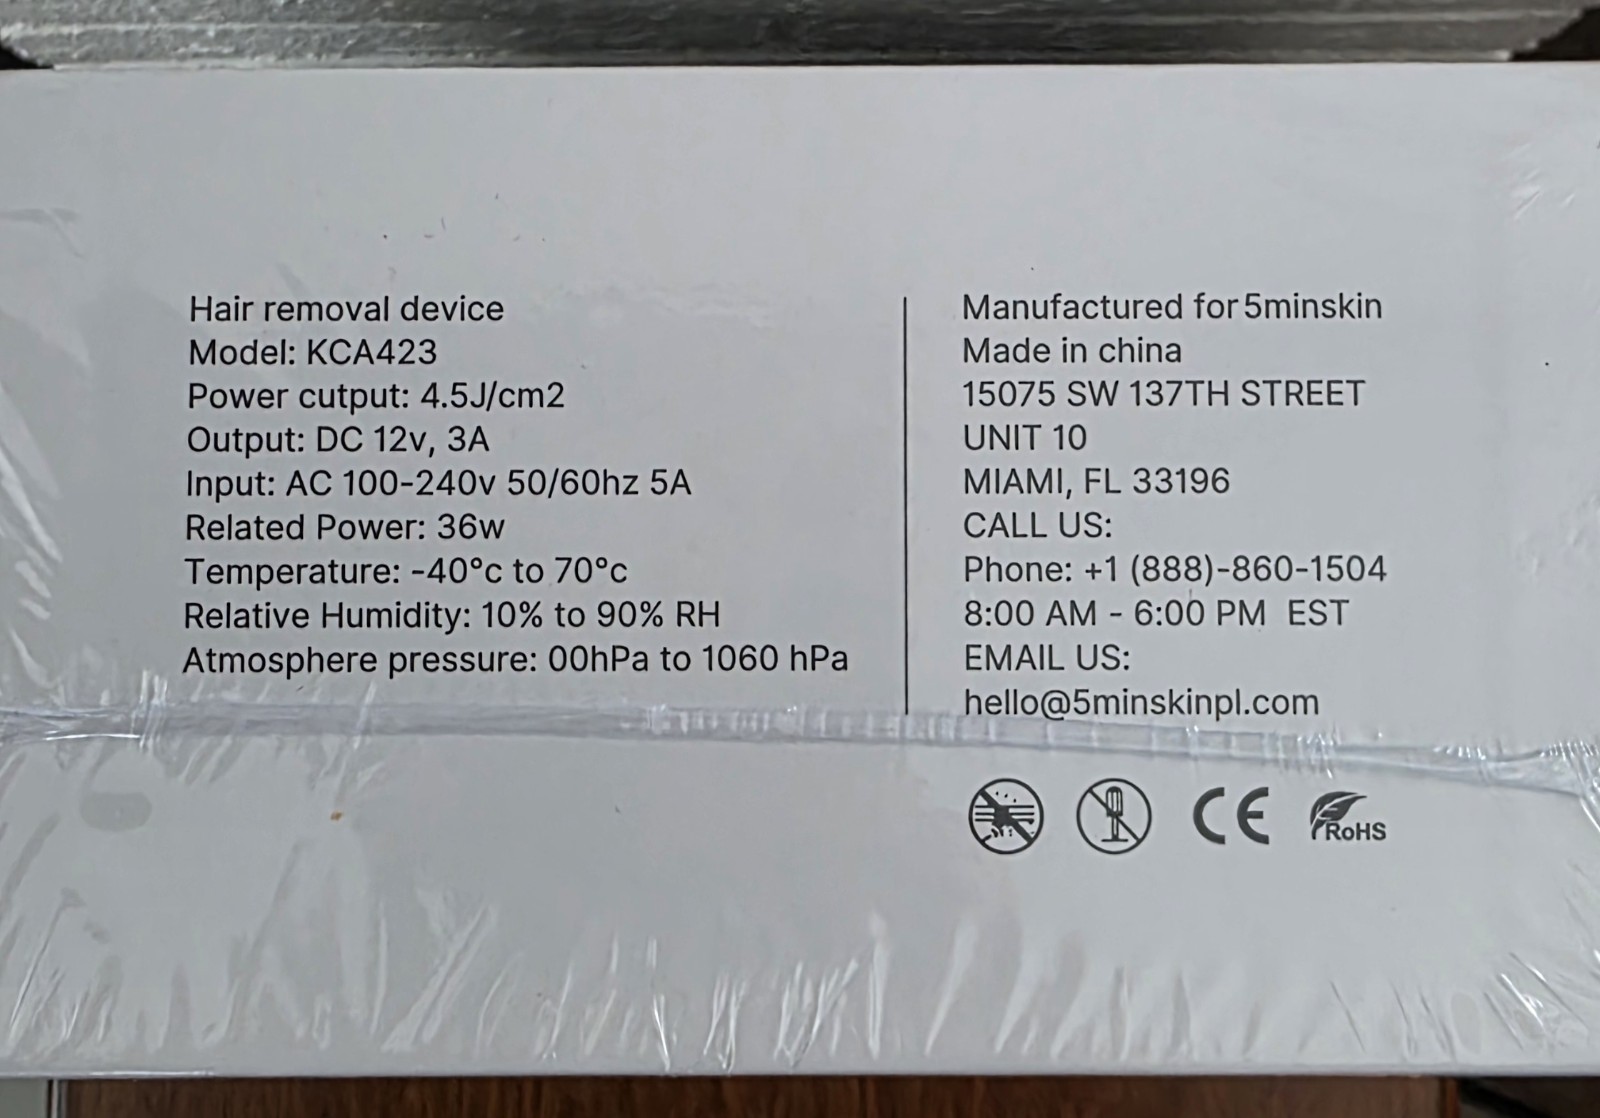 Hair removal device
Model: KCA423
Power cutput: 4.5J/cm2
Output: DC 12v, 3A
Input: AC 100-240v 50/60hz 5A
Related Power: 36w
Temperature: -40°c to 70°c
Relative Humidity: 10% to 90% RH
Atmosphere pressure: 00hPa to 1060 hPa
Manufactured for 5minskin
Made in china
15075 SW 137TH STREET
UNIT 10
MIAMI, FL 33196
CALL US:
Phone: +1 (888)-860-1504
8:00 AM - 6:00 PM EST
EMAIL US:
hello@5minskinpl.com
CE RoHS